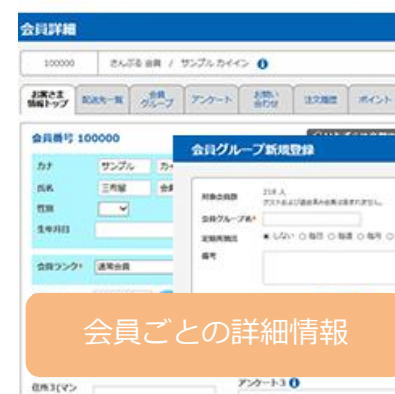 会員詳細
100000 さんぷる 会員 / サンプル カイイン
お客さま
情報トップ
配送先一覧
会員
グループ
アンケート
お問い
合わせ
注文履歴
ポイント
会員番号 100000
会員グループ新規登録
カナ サンプル
氏名
性別
生年月日
対象会員数 218 人
会員グループ名*
定期所抽出 しない 毎日 毎週 毎月
備考
会員ランク* 通常会員
会員ごとの詳細情報
住所3(マン
アンケート3